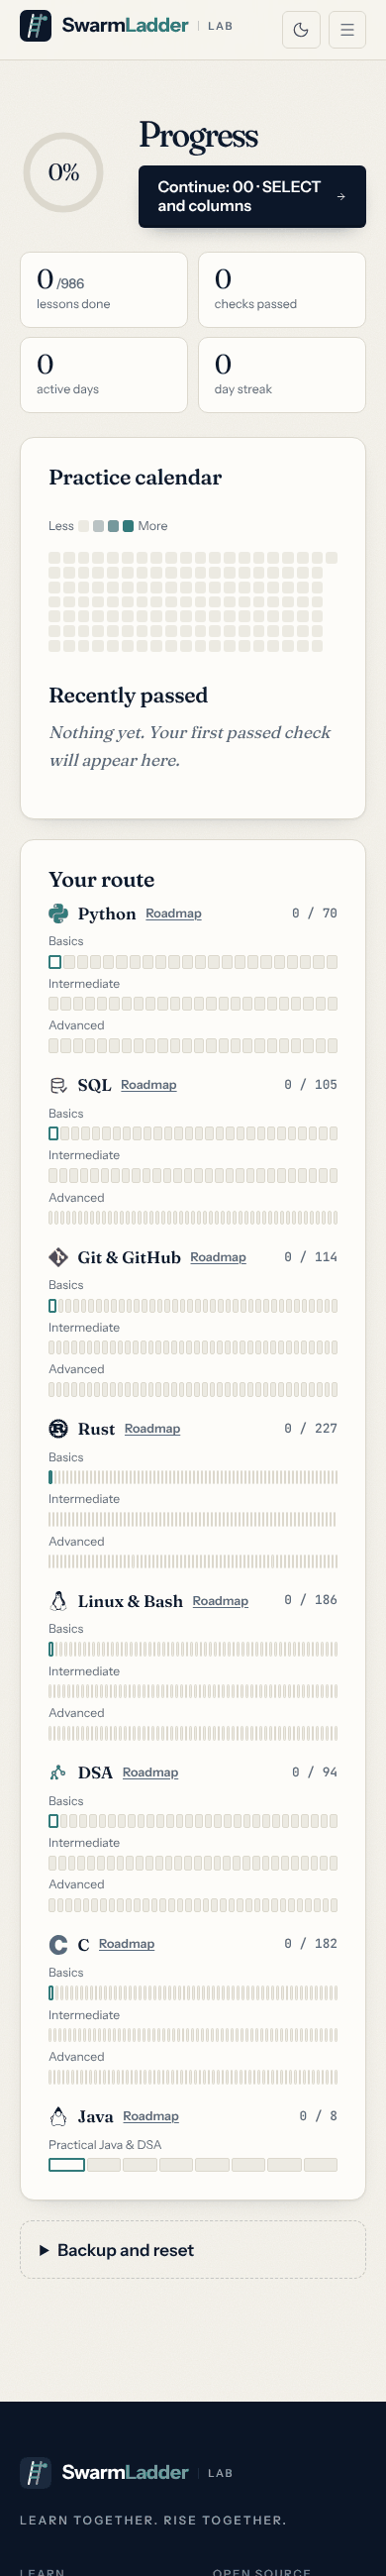 SwarmLadder LAB
Progress
0%
Continue: 00 · SELECT
and columns →
0/986
lessons done
0
checks passed
0
active days
0
day streak
Practice calendar
Less More
Recently passed
Nothing yet. Your first passed check
will appear here.
Your route
Python Roadmap 0 / 70
Basics
Intermediate
Advanced
SQL Roadmap 0 / 105
Basics
Intermediate
Advanced
Git & GitHub Roadmap 0 / 114
Basics
Intermediate
Advanced
Rust Roadmap 0 / 227
Basics
Intermediate
Advanced
Linux & Bash Roadmap 0 / 186
Basics
Intermediate
Advanced
DSA Roadmap 0 / 94
Basics
Intermediate
Advanced
C Roadmap 0 / 182
Basics
Intermediate
Advanced
Java Roadmap 0 / 8
Practical Java & DSA
Backup and reset
SwarmLadder LAB
LEARN TOGETHER. RISE TOGETHER.
LEARN OPEN SOURCE